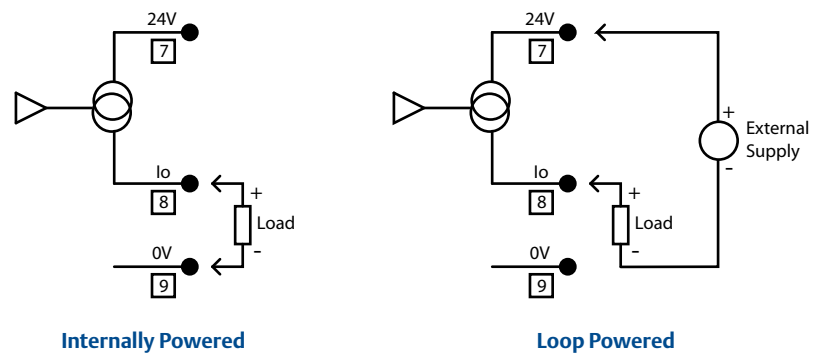 24V
7
Io
8
+
Load
-
0V
9
Internally Powered
24V
7
Io
8
+
Load
-
0V
9
+
External
Supply
-
Loop Powered